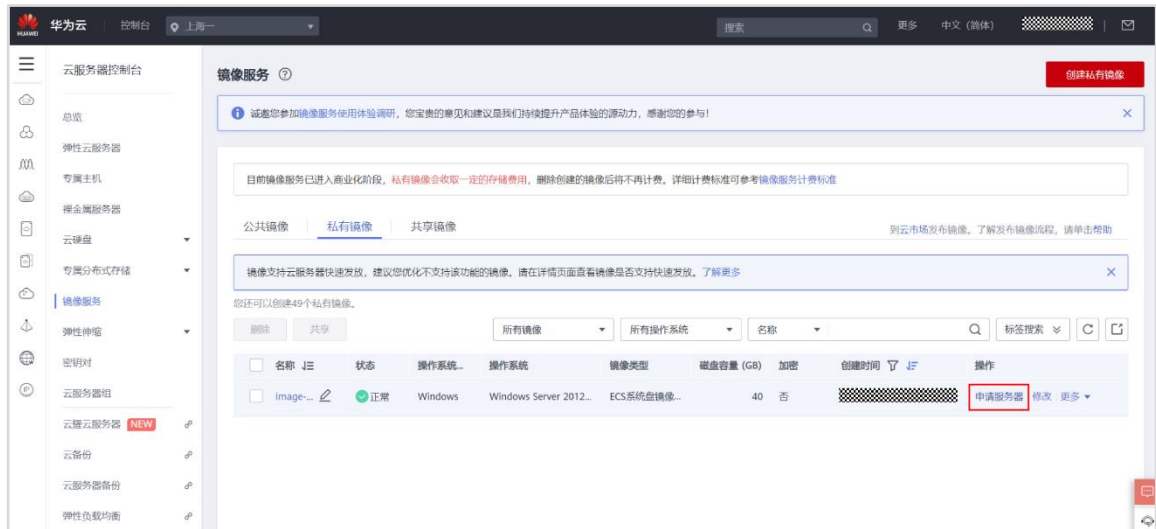 HUAWEI 华为云 控制台 上海一 搜索 更多 中文 (简体)
云服务器控制台
总览
弹性云服务器
专属主机
裸金属服务器
云硬盘
专属分布式存储
镜像服务
弹性伸缩
密钥对
云服务器组
云耀云服务器 NEW
云备份
云服务器备份
弹性负载均衡
镜像服务
创建私有镜像
诚邀您参加镜像服务使用体验调研，您宝贵的意见和建议是我们持续提升产品体验的源动力，感谢您的参与！
目前镜像服务已进入商业化阶段，私有镜像会收取一定的存储费用，删除创建的镜像后将不再计费。详细计费标准可参考镜像服务计费标准
公共镜像 私有镜像 共享镜像 到云市场发布镜像。了解发布镜像流程，请单击帮助
镜像支持云服务器快速发放，建议您优化不支持该功能的镜像。请在详情页面查看镜像是否支持快速发放。了解更多
您还可以创建49个私有镜像。
删除 共享 所有镜像 所有操作系统 名称 标签搜索
名称 状态 操作系统... 操作系统 镜像类型 磁盘容量 (GB) 加密 创建时间 操作
image-... 正常 Windows Windows Server 2012... ECS系统盘镜像... 40 否 申请服务器 修改 更多